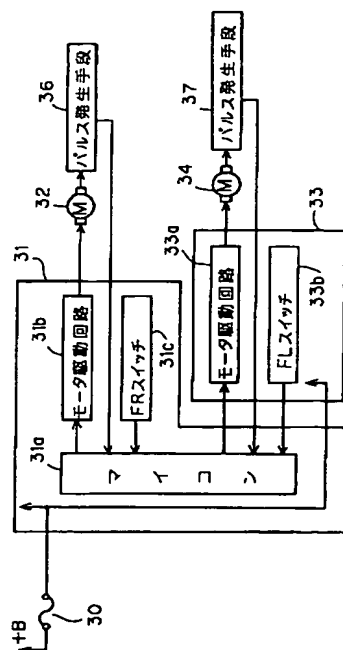 +B
30
31
31a
マイコン
31b
モータ駆動回路
31c
FRスイッチ
32
M
36
パルス発生手段
33
33a
モータ駆動回路
33b
FLスイッチ
34
M
37
パルス発生手段